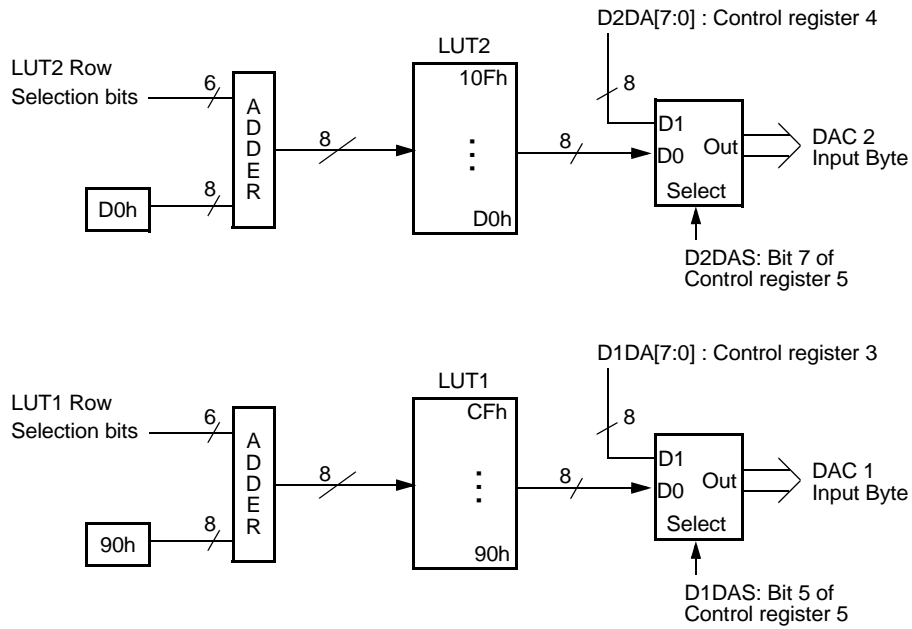 D2DA[7:0] : Control register 4
LUT2
LUT2 Row
Selection bits
6
ADDER
8
D0h
8
10Fh
⋮
D0h
8
8
D1
D0
Out
Select
DAC 2
Input Byte
D2DAS: Bit 7 of
Control register 5
D1DA[7:0] : Control register 3
LUT1
LUT1 Row
Selection bits
6
ADDER
8
90h
8
CFh
⋮
90h
8
8
D1
D0
Out
Select
DAC 1
Input Byte
D1DAS: Bit 5 of
Control register 5